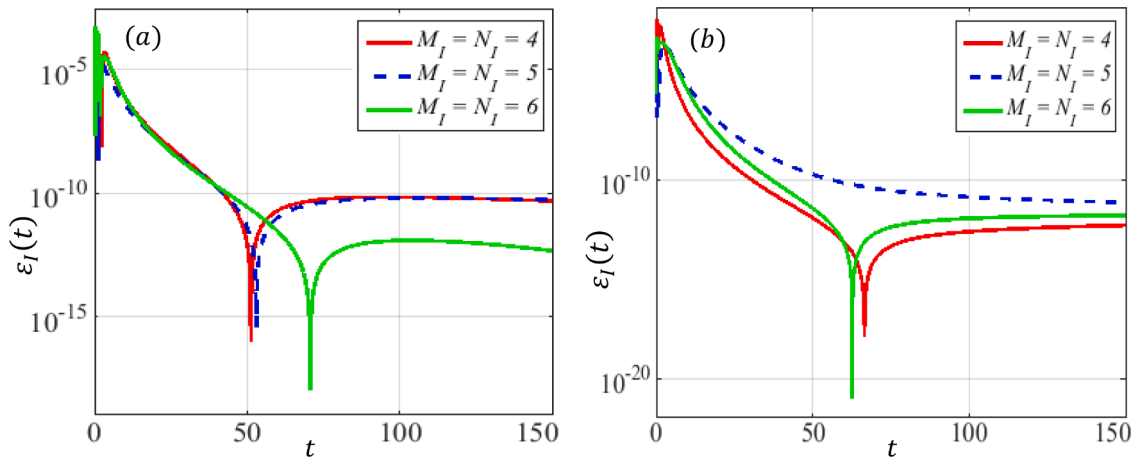 (a)
M_I = N_I = 4
M_I = N_I = 5
M_I = N_I = 6
ε_I(t)
10^-5
10^-10
10^-15
0
50
100
150
t
(b)
M_I = N_I = 4
M_I = N_I = 5
M_I = N_I = 6
ε_I(t)
10^-10
10^-20
0
50
100
150
t